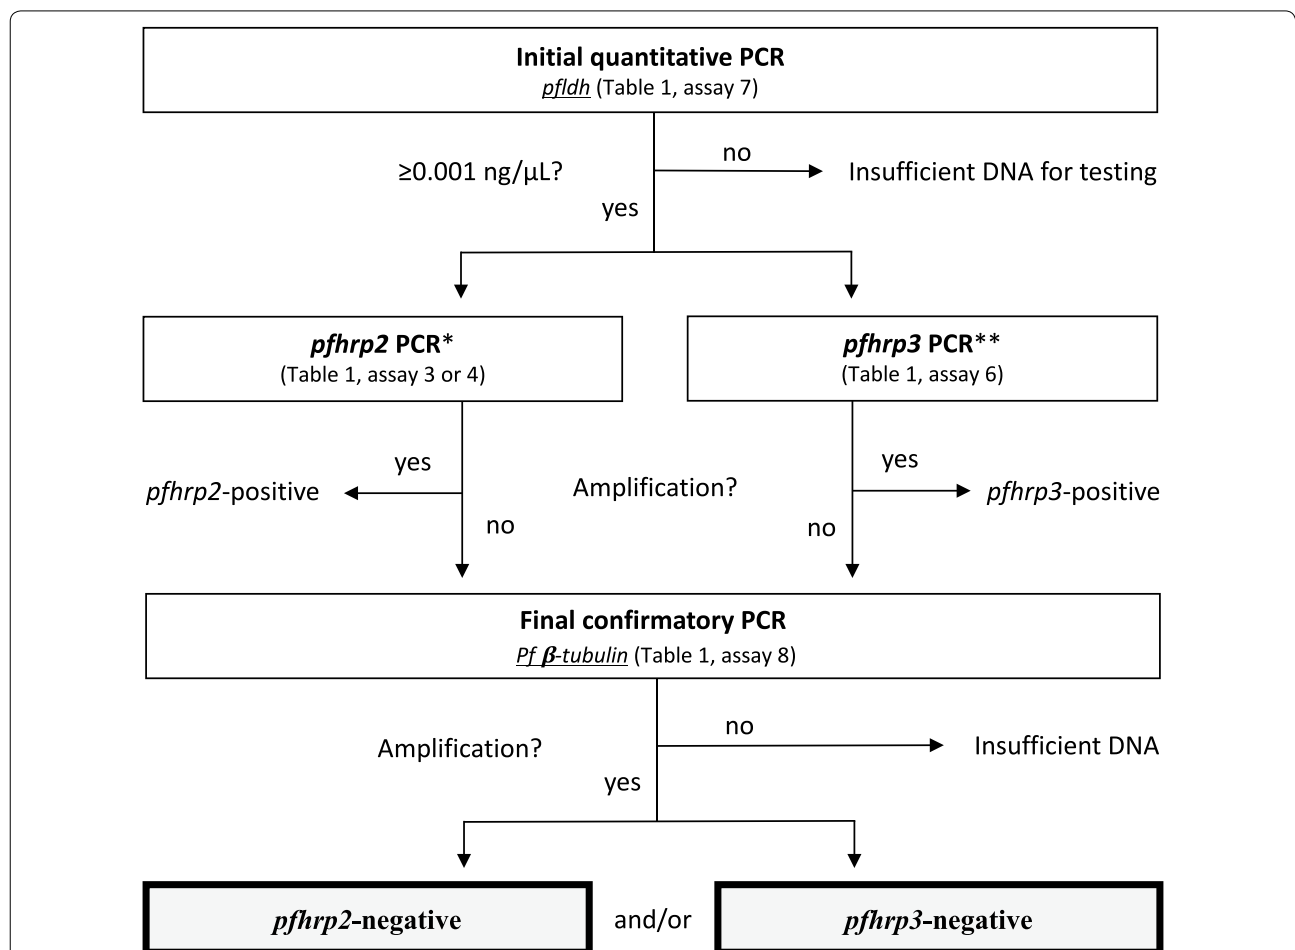 Initial quantitative PCR
pfldh (Table 1, assay 7)
no
≥0.001 ng/µL?
Insufficient DNA for testing
yes
pfhrp2 PCR*
(Table 1, assay 3 or 4)
pfhrp3 PCR**
(Table 1, assay 6)
yes
yes
pfhrp2-positive
Amplification?
pfhrp3-positive
no
no
Final confirmatory PCR
Pf β-tubulin (Table 1, assay 8)
no
Amplification?
Insufficient DNA
yes
pfhrp2-negative
and/or
pfhrp3-negative